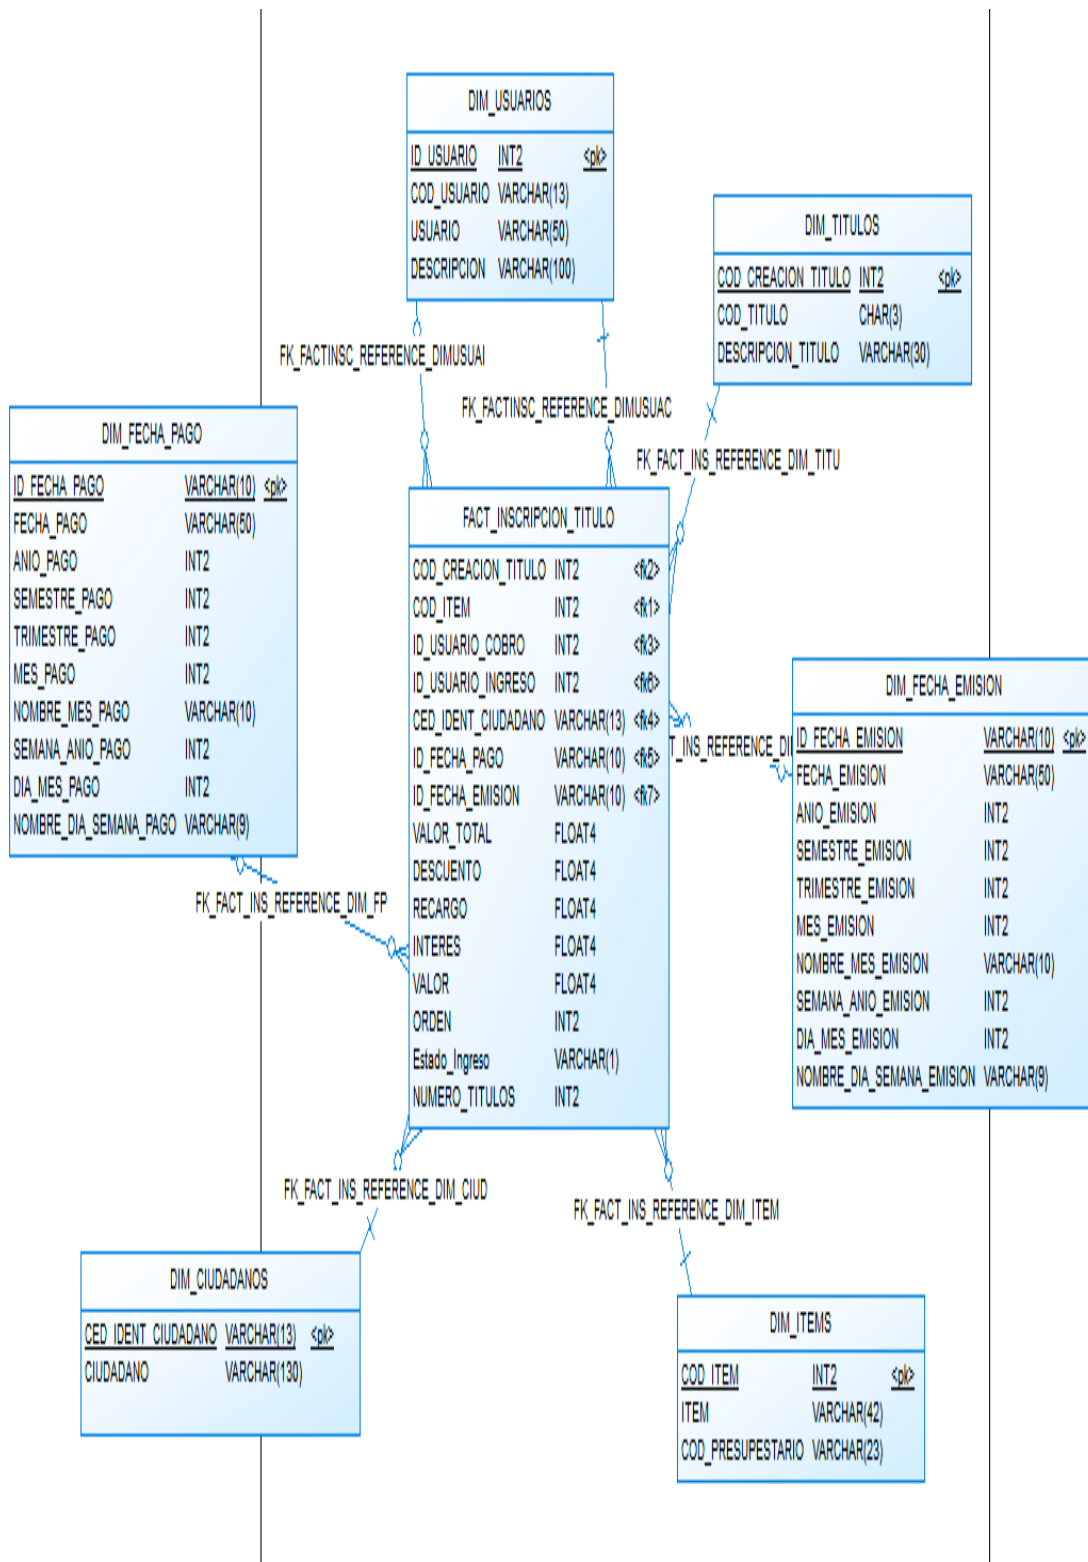 DIM_USUARIOS
ID_USUARIO INT2 <pk>
COD_USUARIO VARCHAR(13)
USUARIO VARCHAR(50)
DESCRIPCION VARCHAR(100)
DIM_TITULOS
COD_CREACION_TITULO INT2 <pk>
COD_TITULO CHAR(3)
DESCRIPCION_TITULO VARCHAR(30)
FK_FACTINSC_REFERENCE_DIMUSUAI
FK_FACTINSC_REFERENCE_DIMUSUAC
FK_FACT_INS_REFERENCE_DIM_TITU
DIM_FECHA_PAGO
ID_FECHA_PAGO VARCHAR(10) <pk>
FECHA_PAGO VARCHAR(50)
ANIO_PAGO INT2
SEMESTRE_PAGO INT2
TRIMESTRE_PAGO INT2
MES_PAGO INT2
NOMBRE_MES_PAGO VARCHAR(10)
SEMANA_ANIO_PAGO INT2
DIA_MES_PAGO INT2
NOMBRE_DIA_SEMANA_PAGO VARCHAR(9)
FACT_INSCRIPCION_TITULO
COD_CREACION_TITULO INT2 <fk2>
COD_ITEM INT2 <fk1>
ID_USUARIO_COBRO INT2 <fk3>
ID_USUARIO_INGRESO INT2 <fk6>
CED_IDENT_CIUDADANO VARCHAR(13) <fk4>
ID_FECHA_PAGO VARCHAR(10) <fk5>
ID_FECHA_EMISION VARCHAR(10) <fk7>
VALOR_TOTAL FLOAT4
DESCUENTO FLOAT4
RECARGO FLOAT4
INTERES FLOAT4
VALOR FLOAT4
ORDEN INT2
Estado_Ingreso VARCHAR(1)
NUMERO_TITULOS INT2
T_INS_REFERENCE_DI
DIM_FECHA_EMISION
ID_FECHA_EMISION VARCHAR(10) <pk>
FECHA_EMISION VARCHAR(50)
ANIO_EMISION INT2
SEMESTRE_EMISION INT2
TRIMESTRE_EMISION INT2
MES_EMISION INT2
NOMBRE_MES_EMISION VARCHAR(10)
SEMANA_ANIO_EMISION INT2
DIA_MES_EMISION INT2
NOMBRE_DIA_SEMANA_EMISION VARCHAR(9)
FK_FACT_INS_REFERENCE_DIM_FP
FK_FACT_INS_REFERENCE_DIM_CIUD
FK_FACT_INS_REFERENCE_DIM_ITEM
DIM_CIUDADANOS
CED_IDENT_CIUDADANO VARCHAR(13) <pk>
CIUDADANO VARCHAR(130)
DIM_ITEMS
COD_ITEM INT2 <pk>
ITEM VARCHAR(42)
COD_PRESUPESTARIO VARCHAR(23)